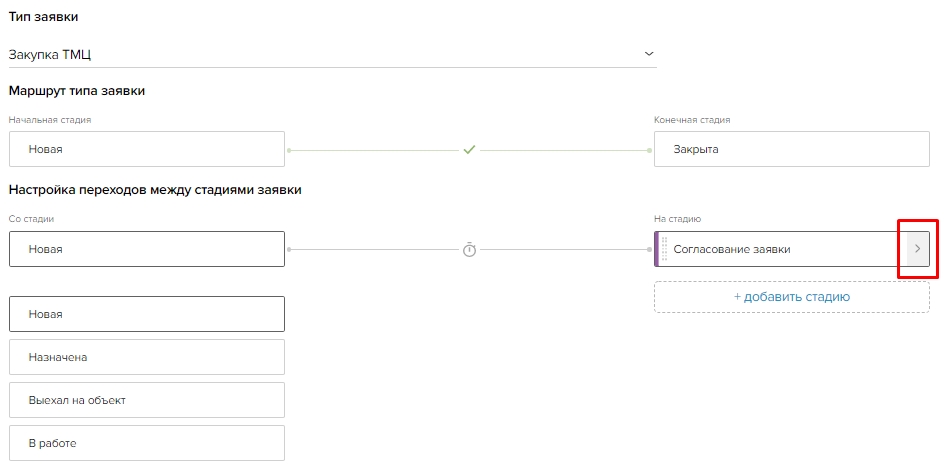 Тип заявки
Закупка ТМЦ
Маршрут типа заявки
Начальная стадия
Конечная стадия
Новая
Закрыта
Настройка переходов между стадиями заявки
Со стадии
На стадию
Новая
Согласование заявки
+ добавить стадию
Новая
Назначена
Выехал на объект
В работе